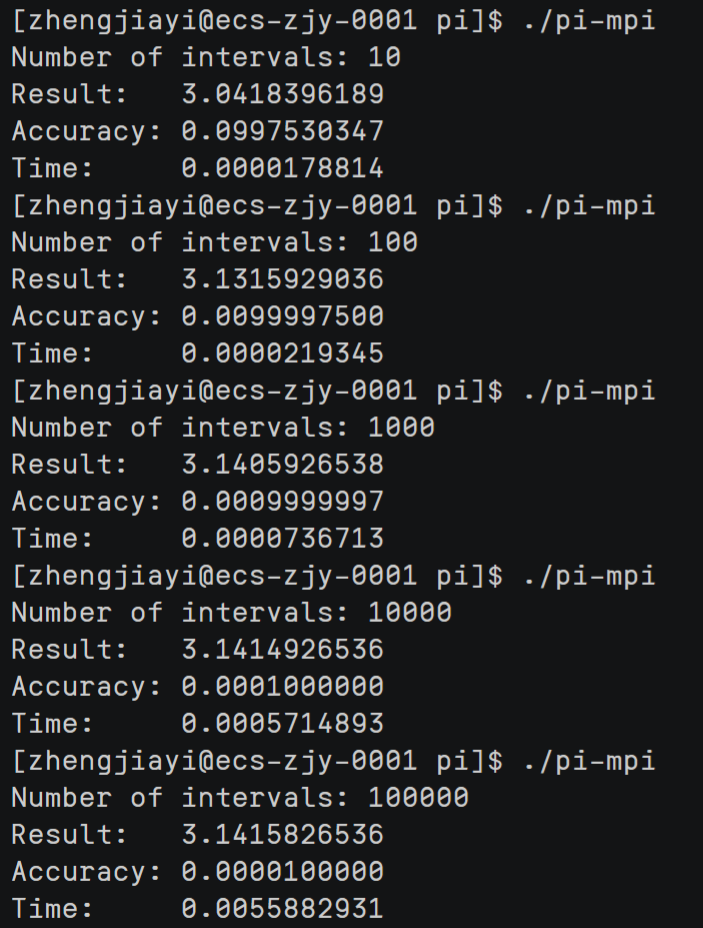 [zhengjiayi@ecs-zjy-0001 pi]$ ./pi-mpi
Number of intervals: 10
Result:   3.0418396189
Accuracy: 0.0997530347
Time:     0.0000178814
[zhengjiayi@ecs-zjy-0001 pi]$ ./pi-mpi
Number of intervals: 100
Result:   3.1315929036
Accuracy: 0.0099997500
Time:     0.0000219345
[zhengjiayi@ecs-zjy-0001 pi]$ ./pi-mpi
Number of intervals: 1000
Result:   3.1405926538
Accuracy: 0.0009999997
Time:     0.0000736713
[zhengjiayi@ecs-zjy-0001 pi]$ ./pi-mpi
Number of intervals: 10000
Result:   3.1414926536
Accuracy: 0.0001000000
Time:     0.0005714893
[zhengjiayi@ecs-zjy-0001 pi]$ ./pi-mpi
Number of intervals: 100000
Result:   3.1415826536
Accuracy: 0.0000100000
Time:     0.0055882931